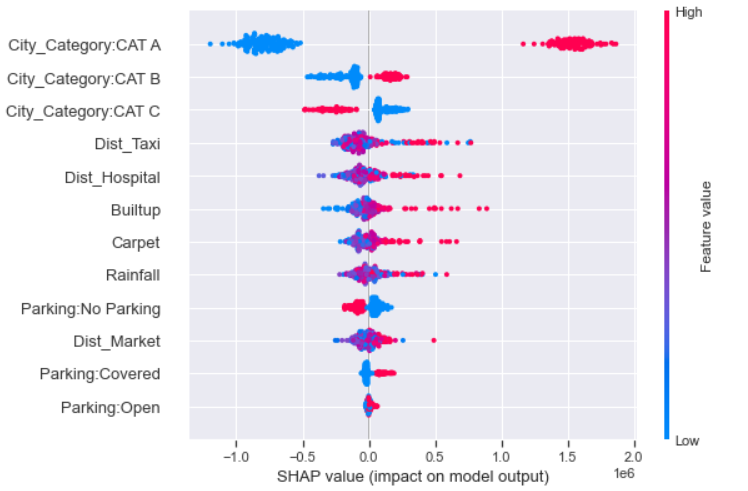 High
City_Category:CAT A
City_Category:CAT B
City_Category:CAT C
Dist_Taxi
Dist_Hospital
Builtup
Carpet
Rainfall
Parking:No Parking
Dist_Market
Parking:Covered
Parking:Open
Feature value
Low
−1.0 −0.5 0.0 0.5 1.0 1.5 2.0
1e6
SHAP value (impact on model output)